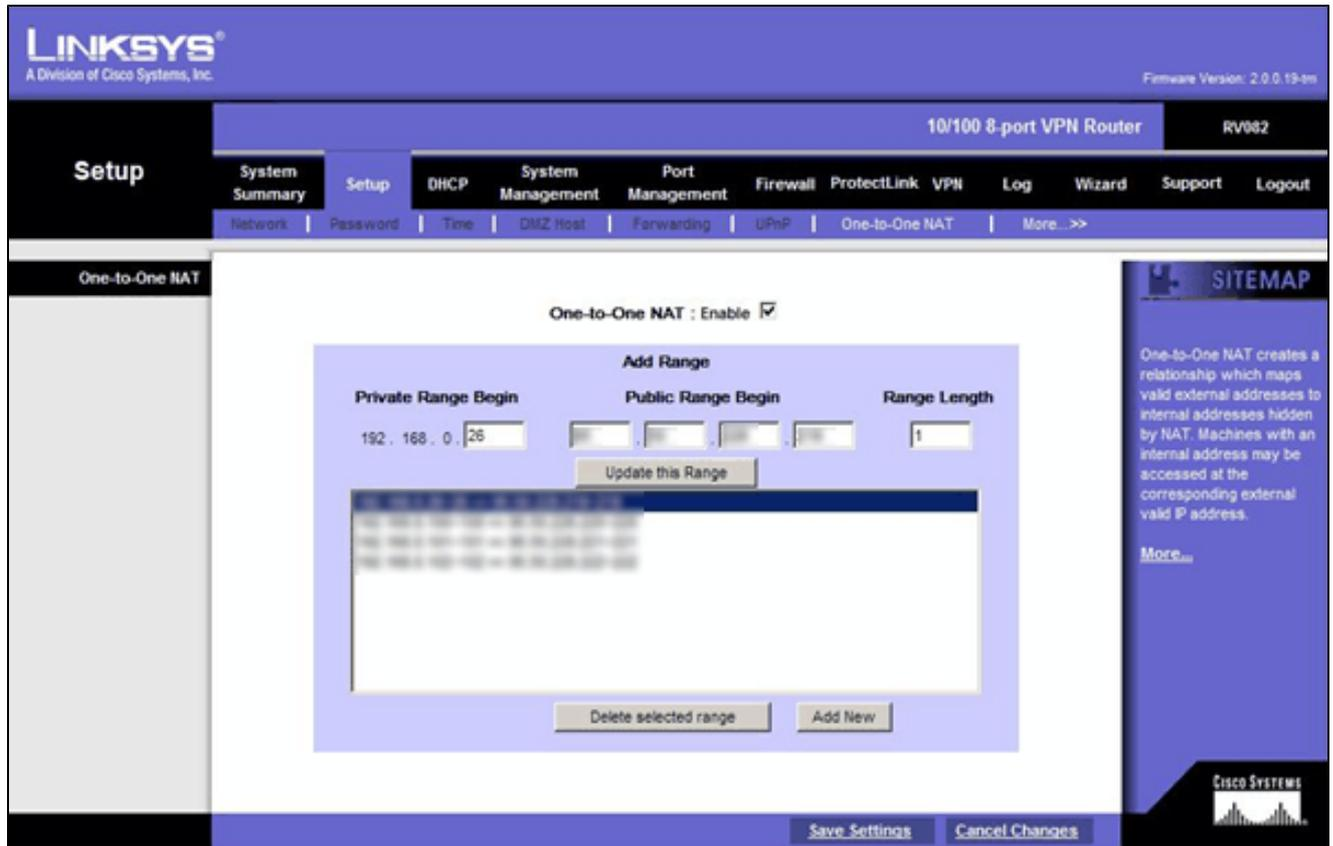 LINKSYS®
A Division of Cisco Systems, Inc.
Firmware Version: 2.0.0.19-tm
10/100 8-port VPN Router
RV082
Setup
System Summary
Setup
DHCP
System Management
Port Management
Firewall
ProtectLink
VPN
Log
Wizard
Support
Logout
Network | Password | Time | DMZ Host | Forwarding | UPnP | One-to-One NAT | More...>>
One-to-One NAT
SITEMAP
One-to-One NAT : Enable
Add Range
Private Range Begin
Public Range Begin
Range Length
192 . 168 . 0 . 26
. . .
1
Update this Range
Delete selected range
Add New
One-to-One NAT creates a
relationship which maps
valid external addresses to
internal addresses hidden
by NAT. Machines with an
internal address may be
accessed at the
corresponding external
valid IP address.
More...
Save Settings
Cancel Changes
CISCO SYSTEMS